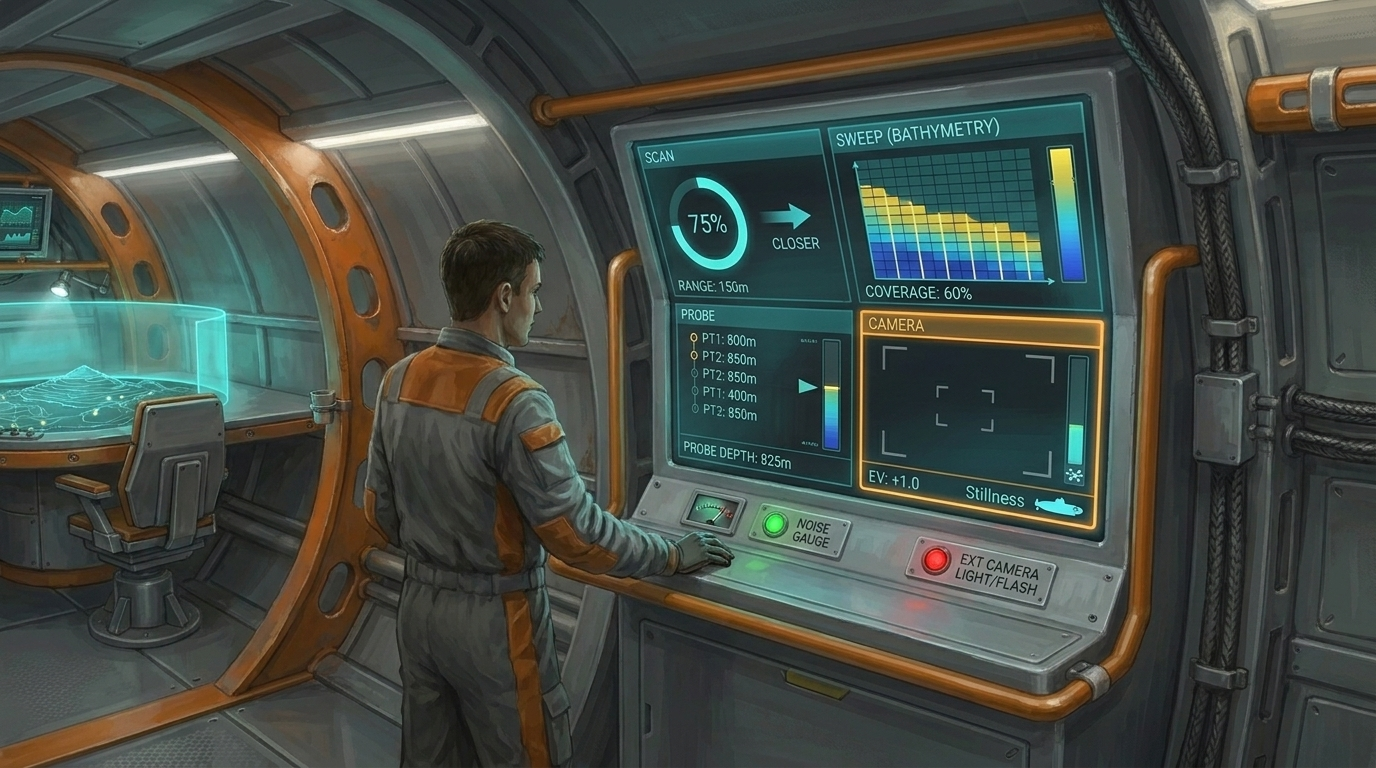 SCAN
75%
CLOSER
RANGE: 150m
SWEEP (BATHYMETRY)
COVERAGE: 60%
PROBE
PT1: 800m
PT2: 850m
PT2: 850m
PT1: 400m
PT2: 850m
PROBE DEPTH: 825m
CAMERA
EV: +1.0
Stillness
NOISE
GAUGE
EXT CAMERA
LIGHT/FLASH